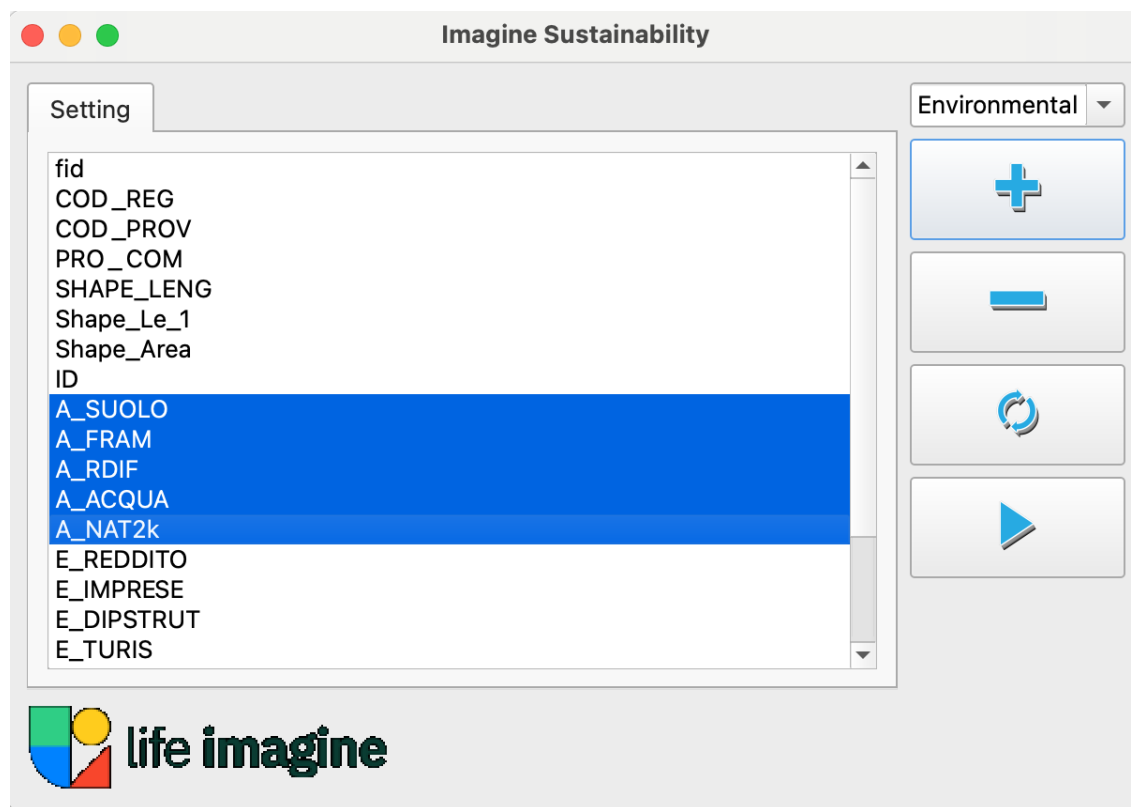 Imagine Sustainability
Setting
Environmental
fid
COD_REG
COD_PROV
PRO_COM
SHAPE_LENG
Shape_Le_1
Shape_Area
ID
A_SUOLO
A_FRAM
A_RDIF
A_ACQUA
A_NAT2k
E_REDDITO
E_IMPRESE
E_DIPSTRUT
E_TURIS
life imagine